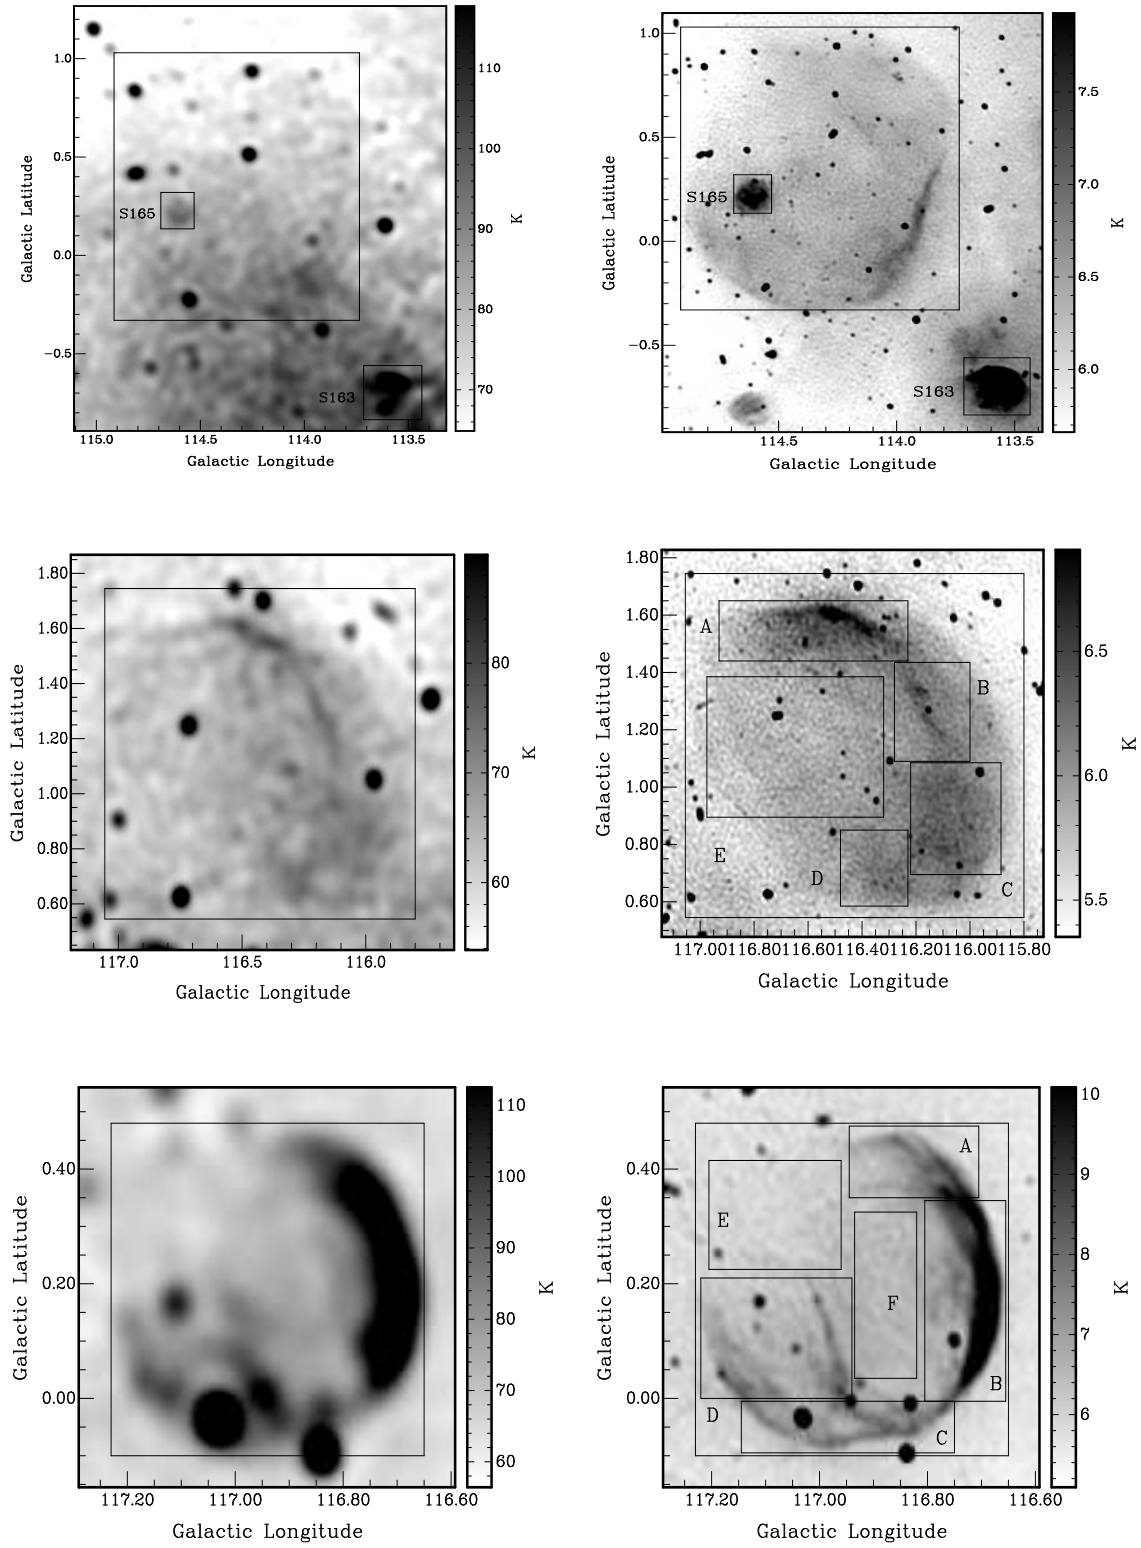 1.0
0.5
0.0
−0.5
115.0 114.5 114.0 113.5
Galactic Longitude
Galactic Latitude
S165
S163
110
100
90
80
70
K
1.0
0.5
0.0
−0.5
114.5 114.0 113.5
Galactic Longitude
Galactic Latitude
S165
S163
7.5
7.0
6.5
6.0
K
1.80
1.60
1.40
1.20
1.00
0.80
0.60
117.0 116.5 116.0
Galactic Longitude
Galactic Latitude
80
70
60
K
1.80
1.60
1.40
1.20
1.00
0.80
0.60
117.00 116.80 116.60 116.40 116.20 116.00 115.80
Galactic Longitude
Galactic Latitude
A
B
C
D
E
6.5
6.0
5.5
K
0.40
0.20
0.00
117.20 117.00 116.80 116.60
Galactic Longitude
Galactic Latitude
110
100
90
80
70
60
K
0.40
0.20
0.00
117.20 117.00 116.80 116.60
Galactic Longitude
Galactic Latitude
A
E
F
B
D
C
10
9
8
7
6
K